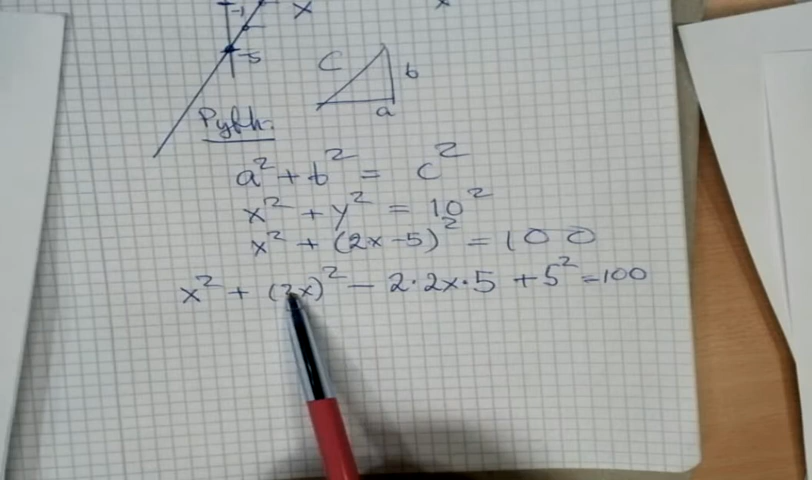 -1
x
x
-5
C
b
a
Pyth.
a² + b² = c²
x² + y² = 10²
x² + (2x - 5)² = 100
x² + (2x)² - 2·2x·5 + 5² = 100